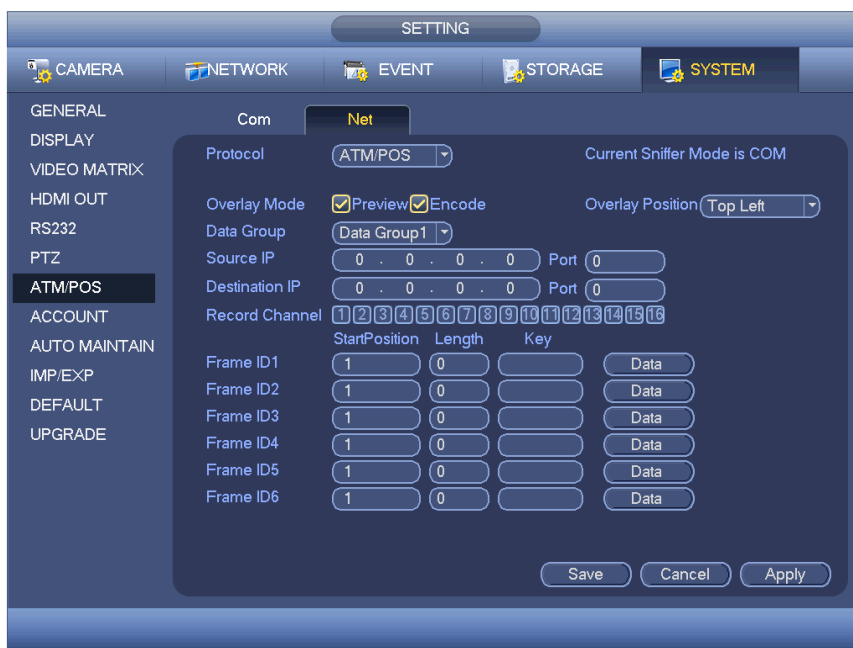 SETTING
CAMERA NETWORK EVENT STORAGE SYSTEM
GENERAL
DISPLAY
VIDEO MATRIX
HDMI OUT
RS232
PTZ
ATM/POS
ACCOUNT
AUTO MAINTAIN
IMP/EXP
DEFAULT
UPGRADE
Com Net
Protocol ATM/POS Current Sniffer Mode is COM
Overlay Mode Preview Encode Overlay Position Top Left
Data Group Data Group1
Source IP 0 . 0 . 0 . 0 Port 0
Destination IP 0 . 0 . 0 . 0 Port 0
Record Channel 1 2 3 4 5 6 7 8 9 10 11 12 13 14 15 16
StartPosition Length Key
Frame ID1 1 0 Data
Frame ID2 1 0 Data
Frame ID3 1 0 Data
Frame ID4 1 0 Data
Frame ID5 1 0 Data
Frame ID6 1 0 Data
Save Cancel Apply